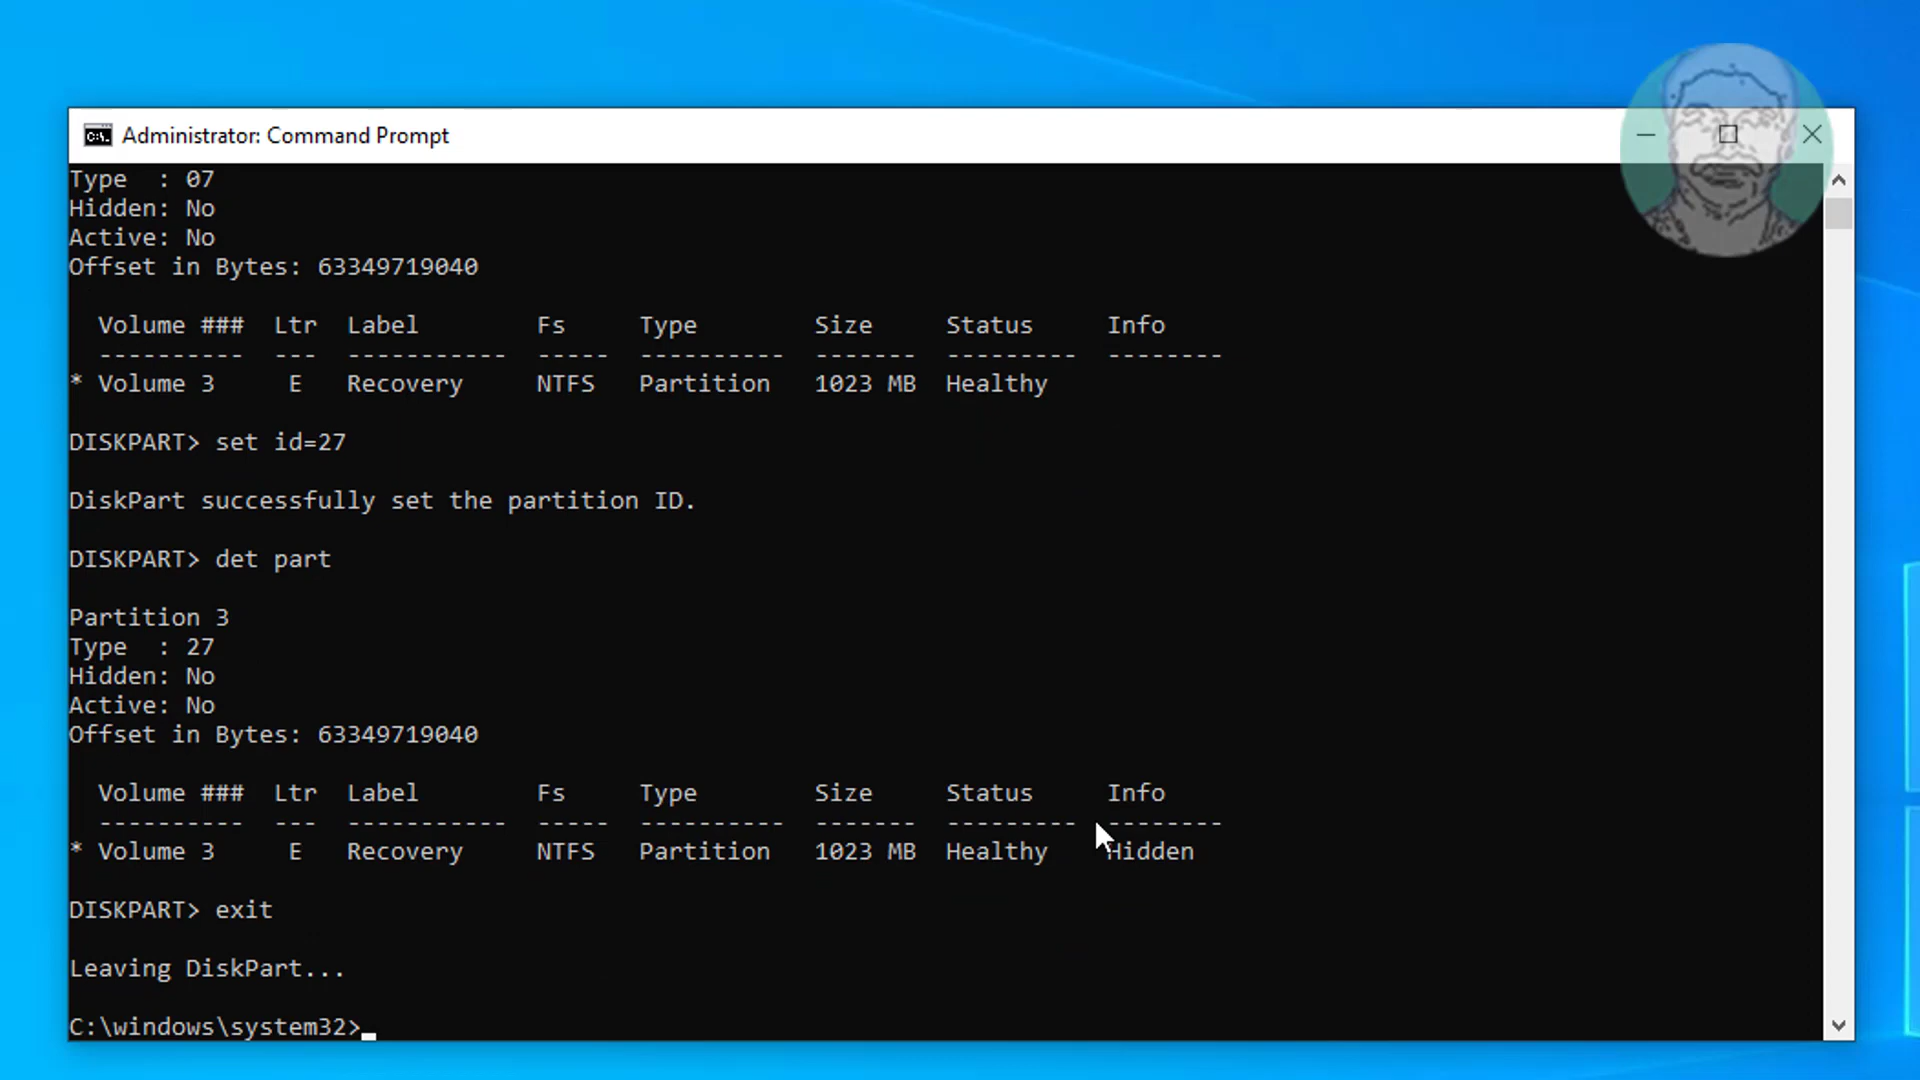 Administrator: Command Prompt
Type  : 07
Hidden: No
Active: No
Offset in Bytes: 63349719040
Volume ###  Ltr  Label        Fs     Type        Size     Status     Info
----------  ---  -----------  -----  ----------  -------  ---------  --------
* Volume 3     E   Recovery     NTFS   Partition   1023 MB  Healthy
DISKPART> set id=27
DiskPart successfully set the partition ID.
DISKPART> det part
Partition 3
Type  : 27
Hidden: No
Active: No
Offset in Bytes: 63349719040
Volume ###  Ltr  Label        Fs     Type        Size     Status     Info
----------  ---  -----------  -----  ----------  -------  ---------  --------
* Volume 3     E   Recovery     NTFS   Partition   1023 MB  Healthy    Hidden
DISKPART> exit
Leaving DiskPart...
C:\windows\system32>